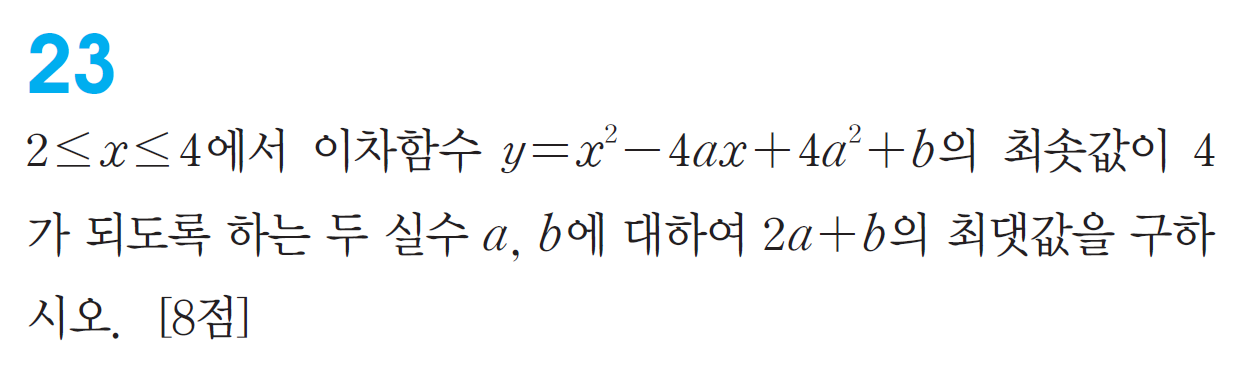 23
2≤x≤4에서 이차함수 y=x²-4ax+4a²+b의 최솟값이 4
가 되도록 하는 두 실수 a, b에 대하여 2a+b의 최댓값을 구하
시오. [8점]